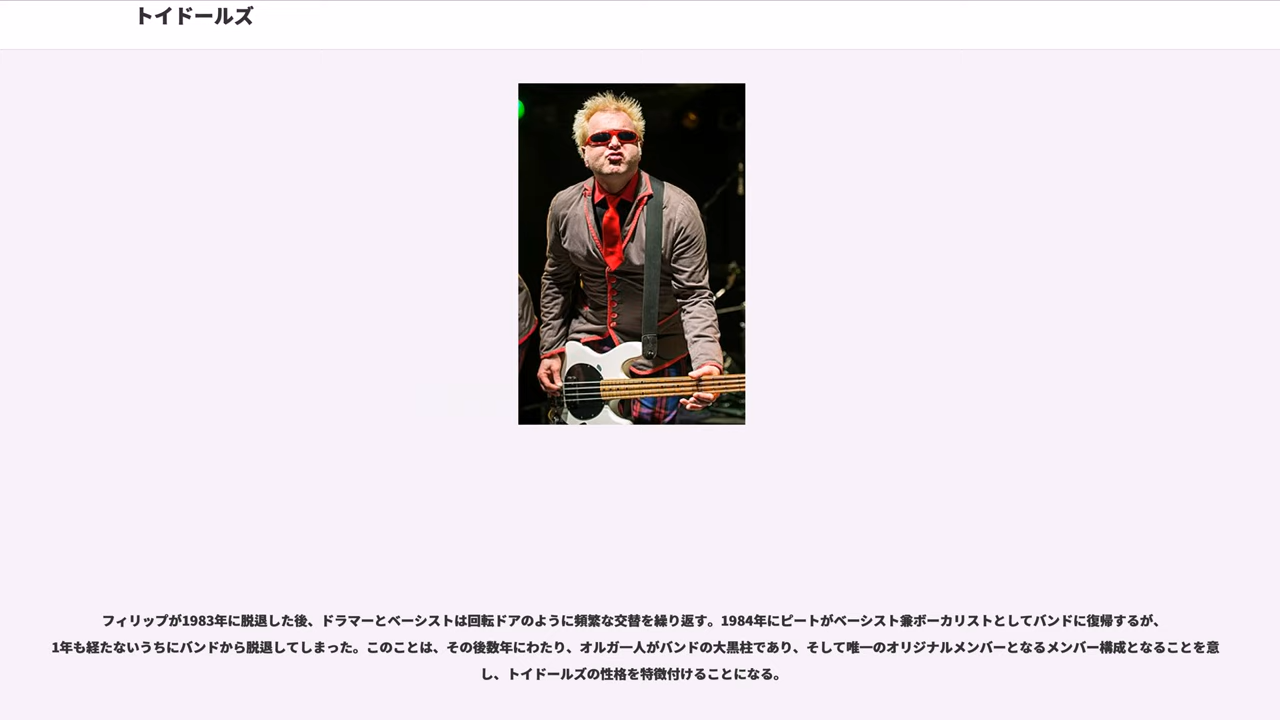 トイドールズ
フィリップが1983年に脱退した後、ドラマーとベーシストは回転ドアのように頻繁な交替を繰り返す。1984年にピートがベーシスト兼ボーカリストとしてバンドに復帰するが、
1年も経たないうちにバンドから脱退してしまった。このことは、その後数年にわたり、オルガ一人がバンドの大黒柱であり、そして唯一のオリジナルメンバーとなるメンバー構成となることを意
し、トイドールズの性格を特徴付けることになる。